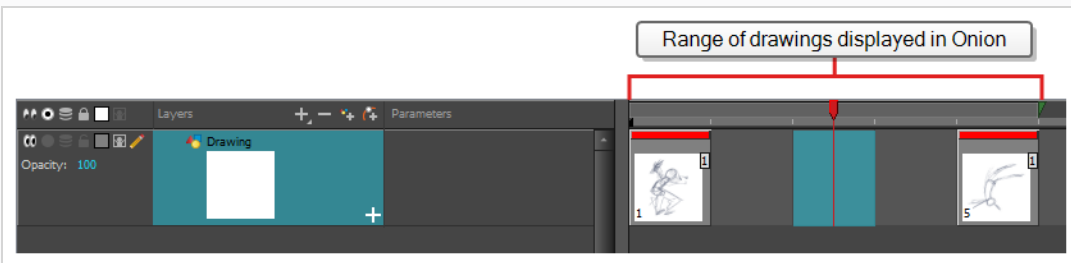 Range of drawings displayed in Onion
Layers
Parameters
Drawing
Opacity: 100
1
1
1
5